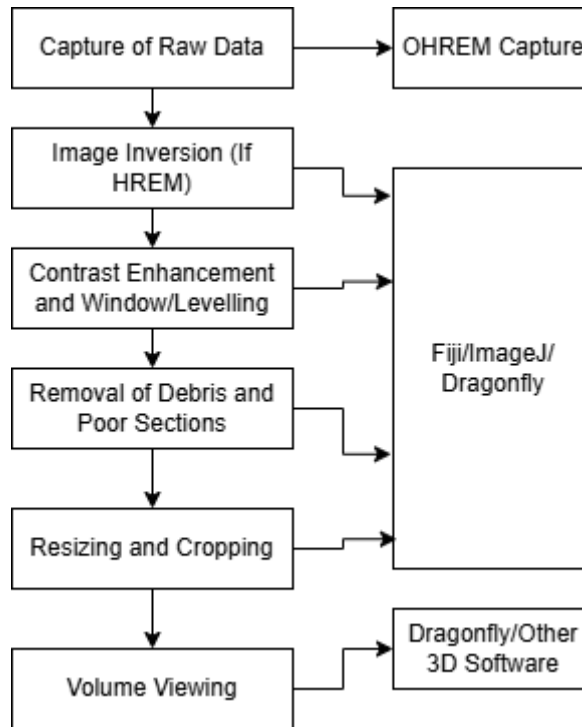 Capture of Raw Data
OHREM Capture
Image Inversion (If
HREM)
Contrast Enhancement
and Window/Levelling
Fiji/ImageJ/
Dragonfly
Removal of Debris and
Poor Sections
Resizing and Cropping
Dragonfly/Other
3D Software
Volume Viewing